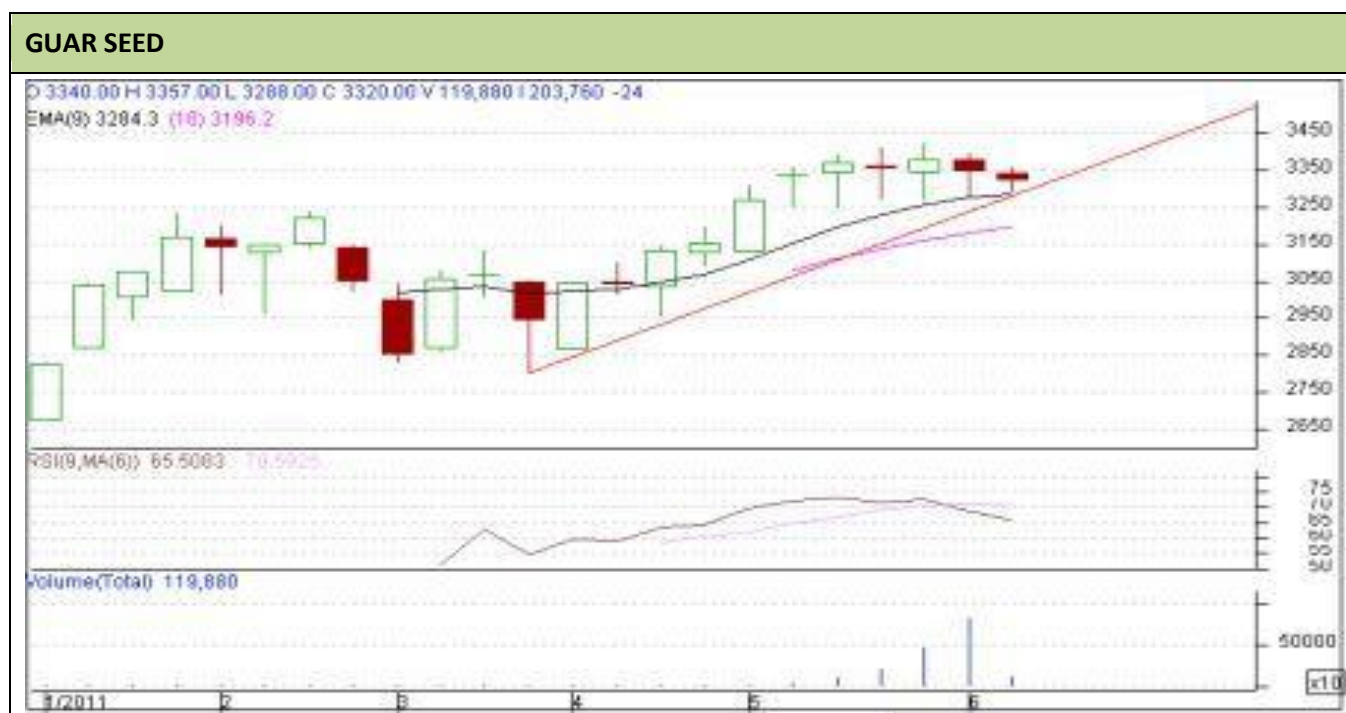 GUAR SEED
O 3340.00 H 3357.00 L 3288.00 C 3320.00 V 119,880 I 203,760 -24
EMA(9) 3284.3 (18) 3196.2
3450
3350
3250
3150
3050
2950
2850
2750
2650
RSI(9,MA(6)) 65.5083 70.5925
75
70
65
60
55
50
Volume(Total) 119,880
50000
x10
1/2011 2 3 4 5 6